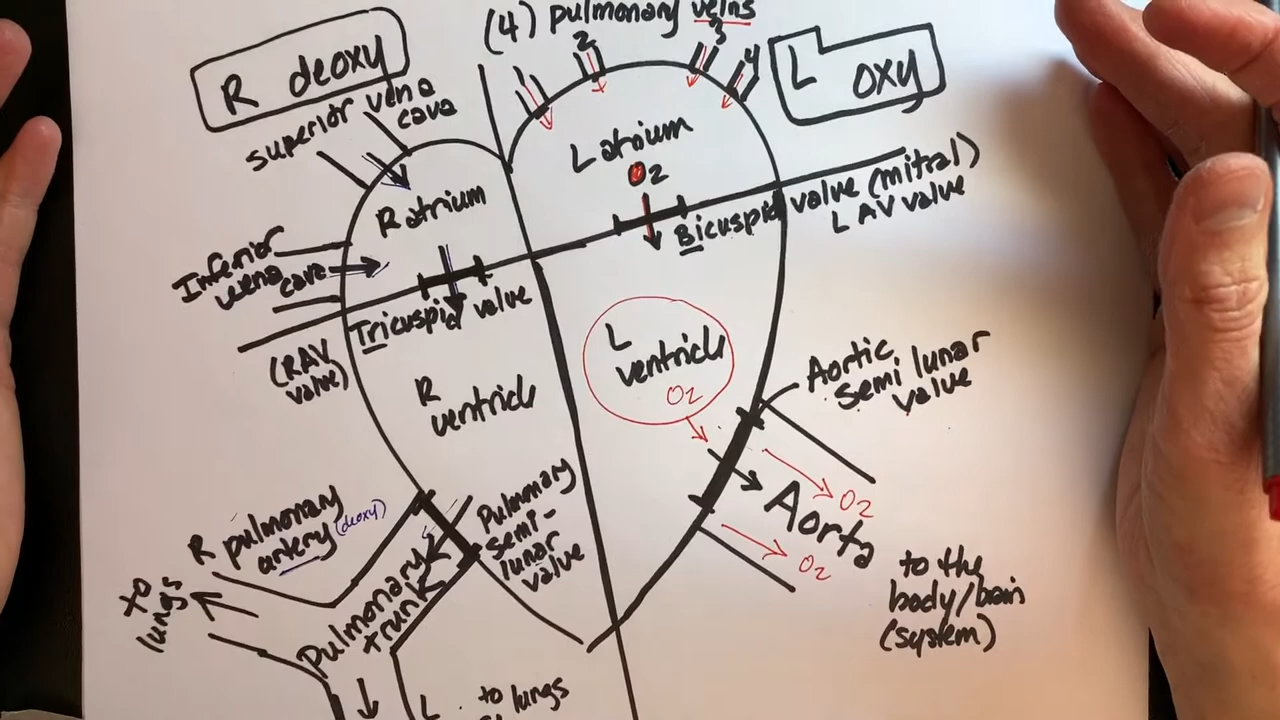 (4) pulmonary veins
2
3
4
R deoxy
L oxy
superior vena
cava
L atrium
O2
R atrium
Bicuspid valve (mitral)
L AV valve
Inferior
vena
cava
Tricuspid valve
(RAV
valve)
L
ventricle
O2
R
ventricle
Aortic
semi lunar
valve
Aorta
O2
O2
Pulmonary
semi-
lunar
valve
R pulmonary
artery (deoxy)
to
lungs
Pulmonary
trunk
to the
body/brain
(system)
L
to lungs